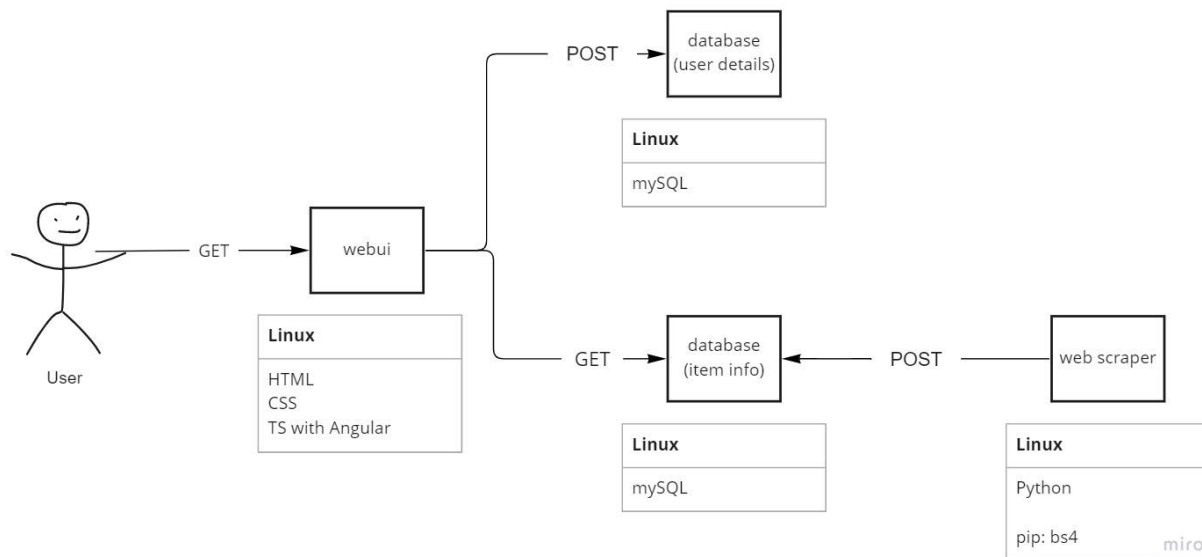 POST
database
(user details)
Linux
mySQL
User
GET
webui
Linux
HTML
CSS
TS with Angular
GET
database
(item info)
POST
web scraper
Linux
mySQL
Linux
Python
pip: bs4
miro